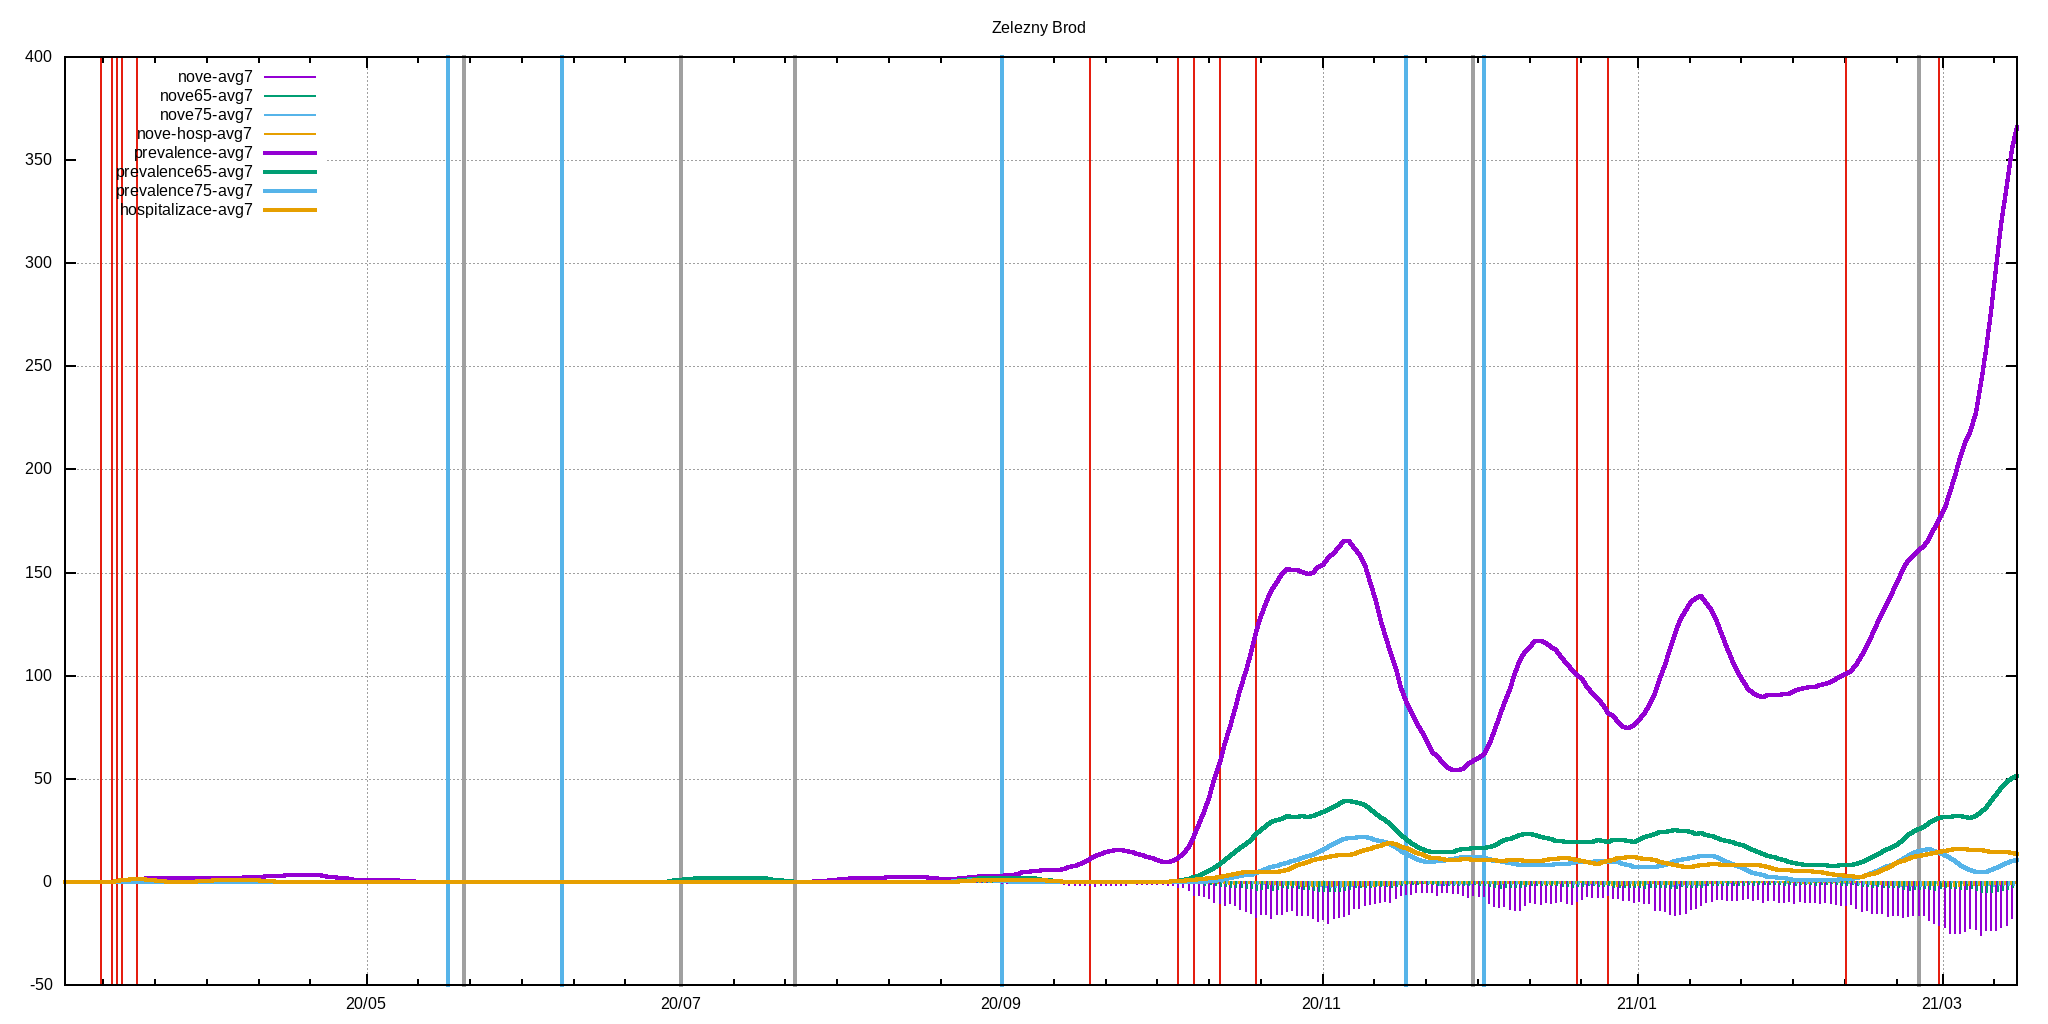 Zelezny Brod
400
350
300
250
200
150
100
50
0
-50
nove-avg7
nove65-avg7
nove75-avg7
nove-hosp-avg7
prevalence-avg7
prevalence65-avg7
prevalence75-avg7
hospitalizace-avg7
20/05 20/07 20/09 20/11 21/01 21/03